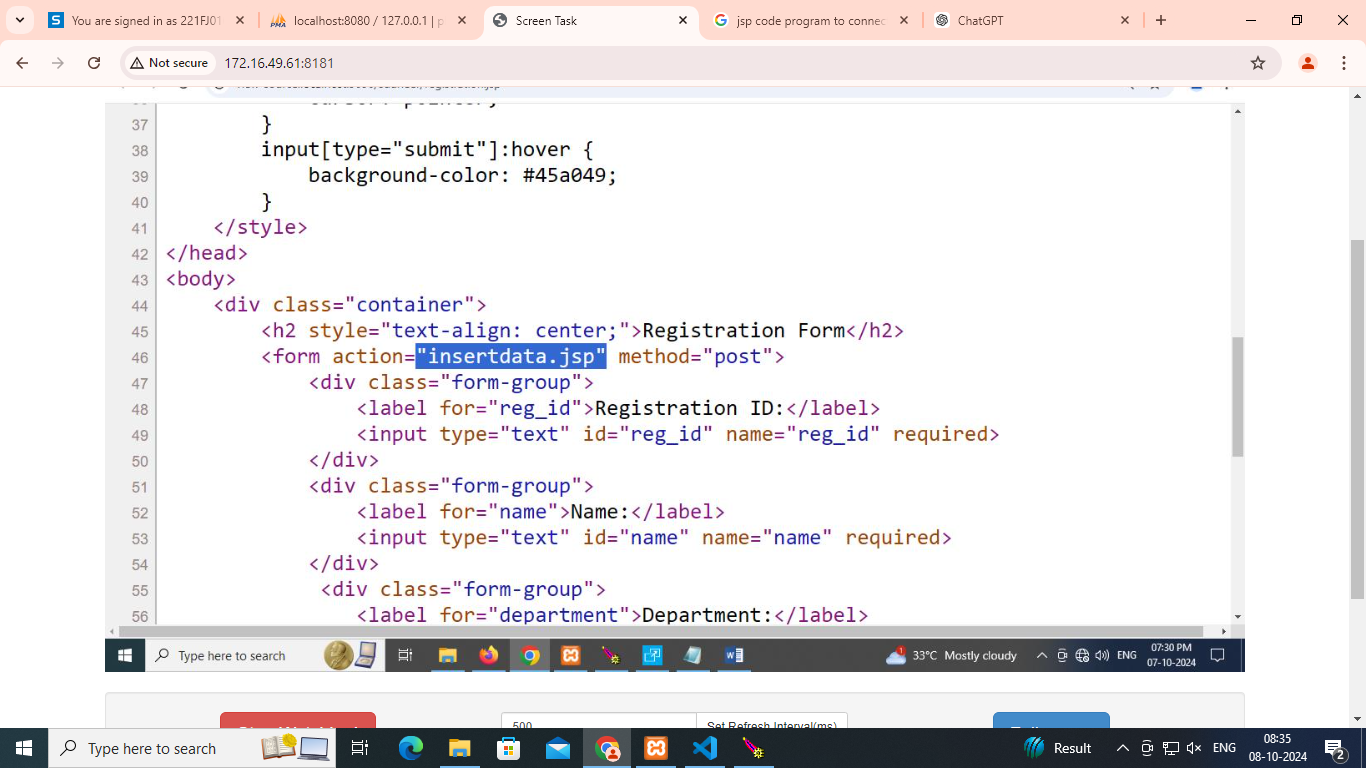 You are signed in as 221FJ01
localhost:8080 / 127.0.0.1 | p
Screen Task
jsp code program to connec
ChatGPT
Not secure
172.16.49.61:8181
37 }
38 input[type="submit"]:hover {
39 background-color: #45a049;
40 }
41 </style>
42 </head>
43 <body>
44 <div class="container">
45 <h2 style="text-align: center;">Registration Form</h2>
46 <form action="insertdata.jsp" method="post">
47 <div class="form-group">
48 <label for="reg_id">Registration ID:</label>
49 <input type="text" id="reg_id" name="reg_id" required>
50 </div>
51 <div class="form-group">
52 <label for="name">Name:</label>
53 <input type="text" id="name" name="name" required>
54 </div>
55 <div class="form-group">
56 <label for="department">Department:</label>
Type here to search
33°C Mostly cloudy
ENG
07:30 PM
07-10-2024
500
Set Refresh Interval(ms)
Type here to search
Result
ENG
08:35
08-10-2024
2